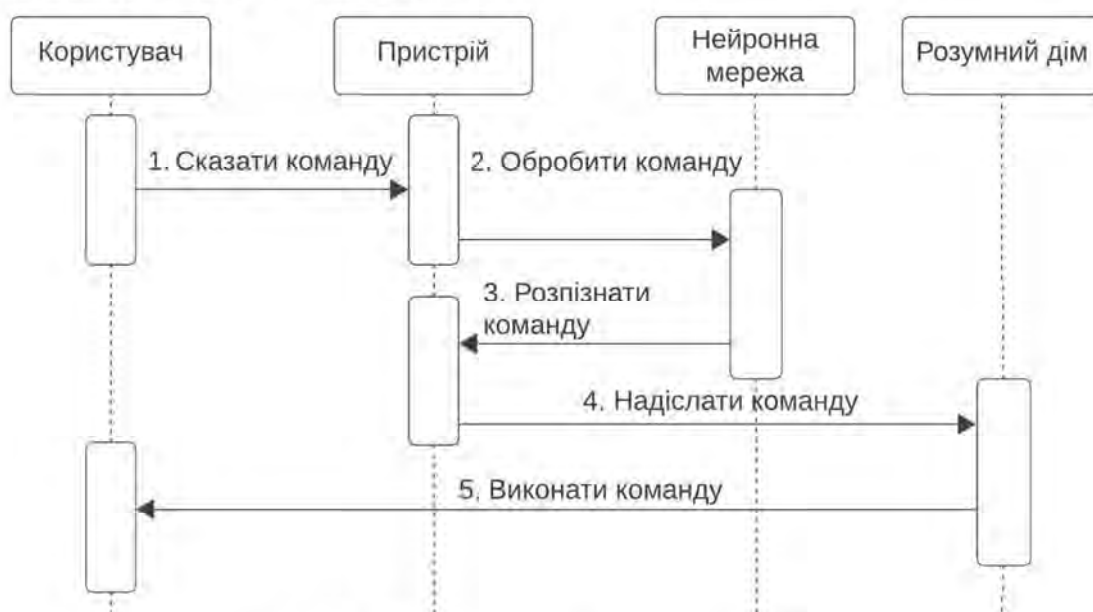 Користувач
Пристрій
Нейронна
мережа
Розумний дім
1. Сказати команду
2. Обробити команду
3. Розпізнати
команду
4. Надіслати команду
5. Виконати команду